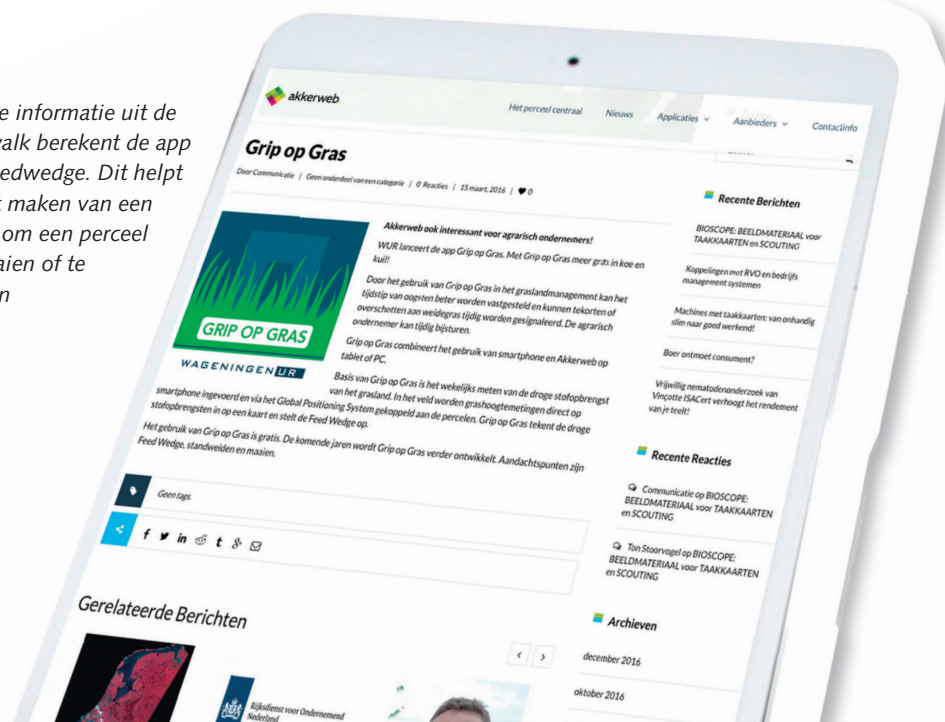 e informatie uit de
valk berekent de app
edwedge. Dit helpt
t maken van een
om een perceel
aien of te
n
akkerweb
Het perceel centraal
Nieuws
Applicaties
Aanbieders
Contactinfo
Grip op Gras
Door Communicatie | Geen onderdeel van een categorie | 0 Reacties | 15 maart, 2016 | 0
GRIP OP GRAS
WAGENINGEN UR
Akkerweb ook interessant voor agrarisch ondernemers!
WUR lanceert de app Grip op Gras. Met Grip op Gras meer gras in koe en
kuil!
Door het gebruik van Grip op Gras in het graslandmanagement kan het
tijdstip van oogsten beter worden vastgesteld en kunnen tekorten of
overschotten aan weidegras tijdig worden gesignaleerd. De agrarisch
ondernemer kan tijdig bijsturen.
Grip op Gras combineert het gebruik van smartphone en Akkerweb op
tablet of PC.
Basis van Grip op Gras is het wekelijks meten van de droge stofopbrengst
van het grasland. In het veld worden grashoogtemetingen direct op
smartphone ingevoerd en via het Global Positioning System gekoppeld aan de percelen. Grip op Gras tekent de droge
stofopbrengsten in op een kaart en stelt de Feed Wedge op.
Het gebruik van Grip op Gras is gratis. De komende jaren wordt Grip op Gras verder ontwikkelt. Aandachtspunten zijn
Feed Wedge, standweiden en maaien.
Geen tags.
Gerelateerde Berichten
Rijksdienst voor Ondernemend
Nederland
Recente Berichten
BIOSCOPE: BEELDMATERIAAL voor
TAAKKAARTEN en SCOUTING
Koppelingen met RVO en bedrijfs
management systemen
Machines met taakkaarten: van onhandig
slim naar goed werkend!
Boer ontmoet consument?
Vrijwillig nematodenonderzoek van
Vinçotte ISACert verhoogt het rendement
van je teelt!
Recente Reacties
Communicatie op BIOSCOPE:
BEELDMATERIAAL voor TAAKKAARTEN
en SCOUTING
Ton Stoorvogel op BIOSCOPE:
BEELDMATERIAAL voor TAAKKAARTEN
en SCOUTING
Archieven
december 2016
oktober 2016